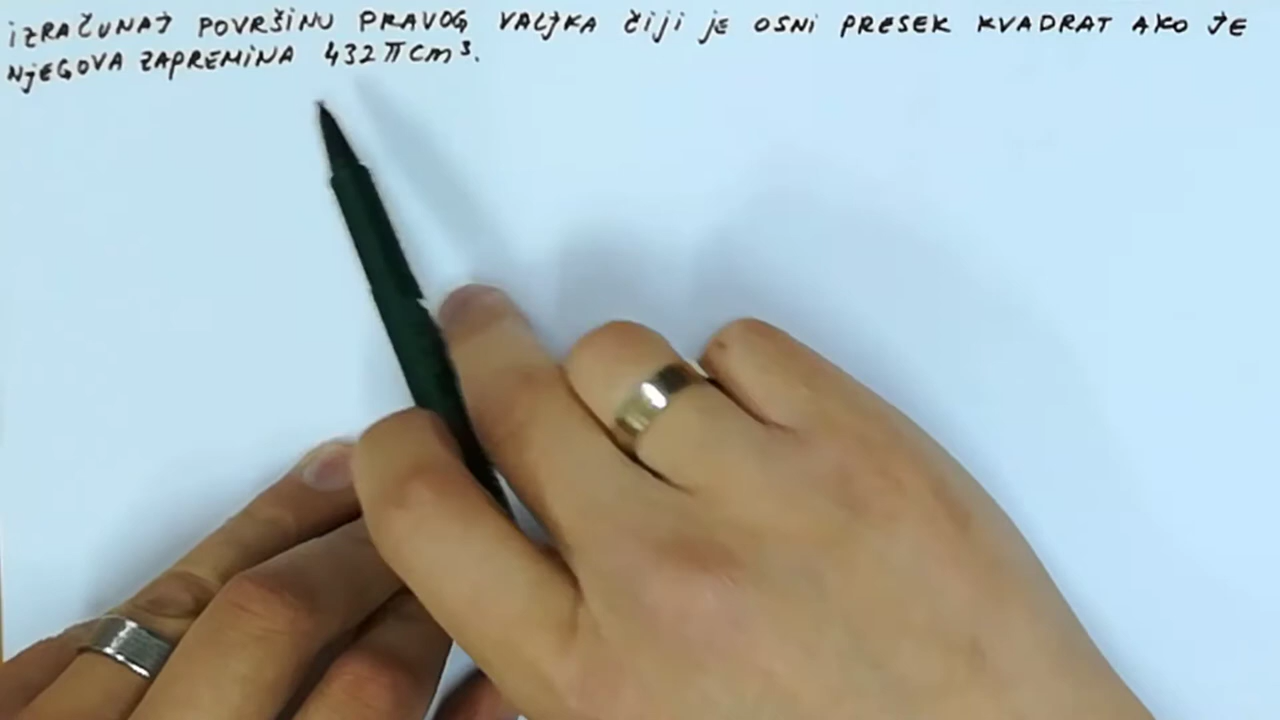 IZRAČUNAJ POVRŠINU PRAVOG VALJKA ČIJI JE OSNI PRESEK KVADRAT AKO JE
NJEGOVA ZAPREMINA 432πcm³.